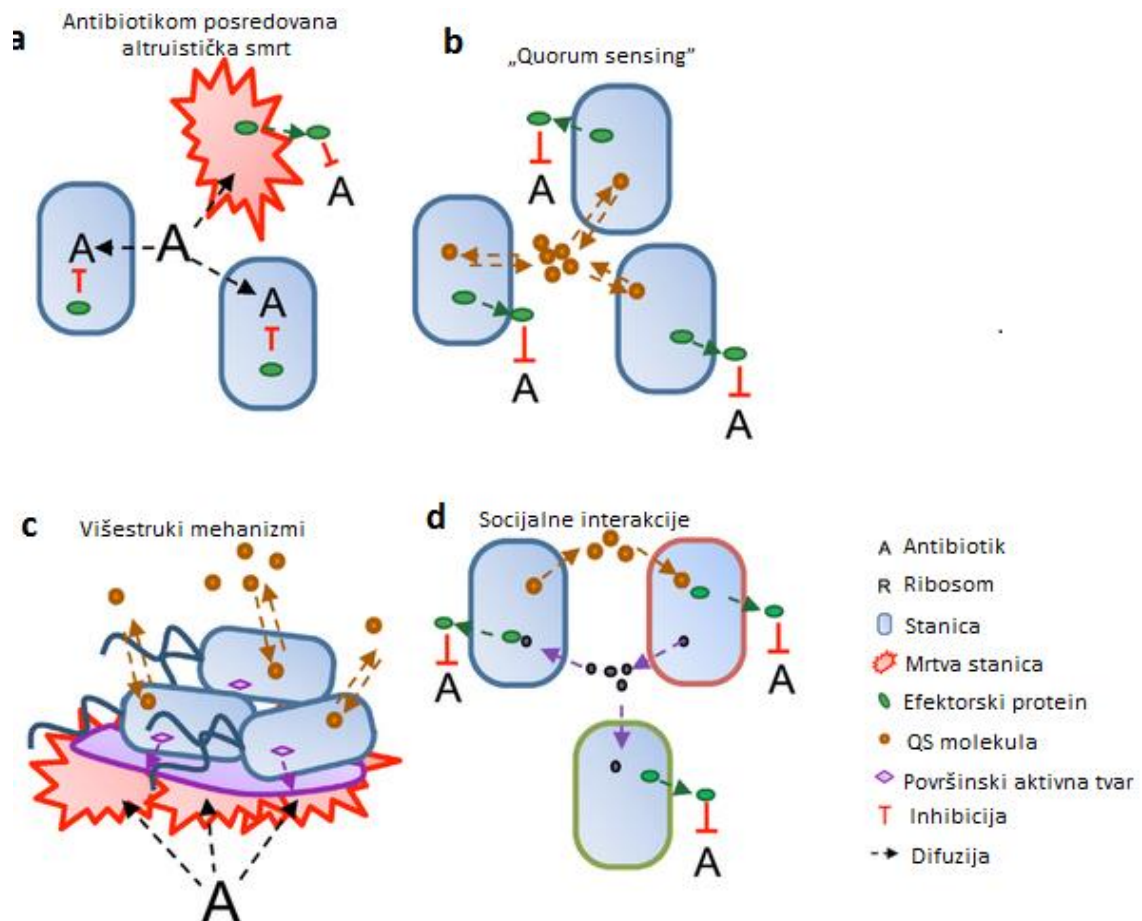 a
Antibiotikom posredovana
altruistička smrt
A
A
A
A
b
„Quorum sensing”
A
A
A
c
Višestruki mehanizmi
A
d
Socijalne interakcije
A
A
A
A Antibiotik
R Ribosom
Stanica
Mrtva stanica
Efektorski protein
QS molekula
Površinski aktivna tvar
Inhibicija
Difuzija